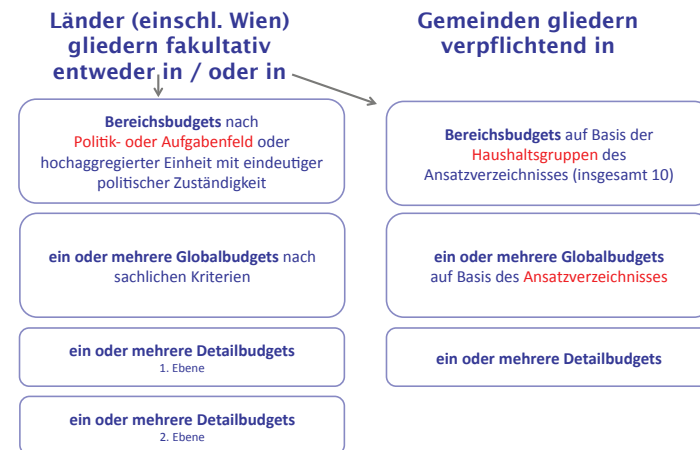 Länder (einschl. Wien)
gliedern fakultativ
entweder in / oder in
Bereichsbudgets nach
Politik- oder Aufgabenfeld oder
hochaggregierter Einheit mit eindeutiger
politischer Zuständigkeit
ein oder mehrere Globalbudgets nach
sachlichen Kriterien
ein oder mehrere Detailbudgets
1. Ebene
ein oder mehrere Detailbudgets
2. Ebene
Gemeinden gliedern
verpflichtend in
Bereichsbudgets auf Basis der
Haushaltsgruppen des
Ansatzverzeichnisses (insgesamt 10)
ein oder mehrere Globalbudgets
auf Basis des Ansatzverzeichnisses
ein oder mehrere Detailbudgets